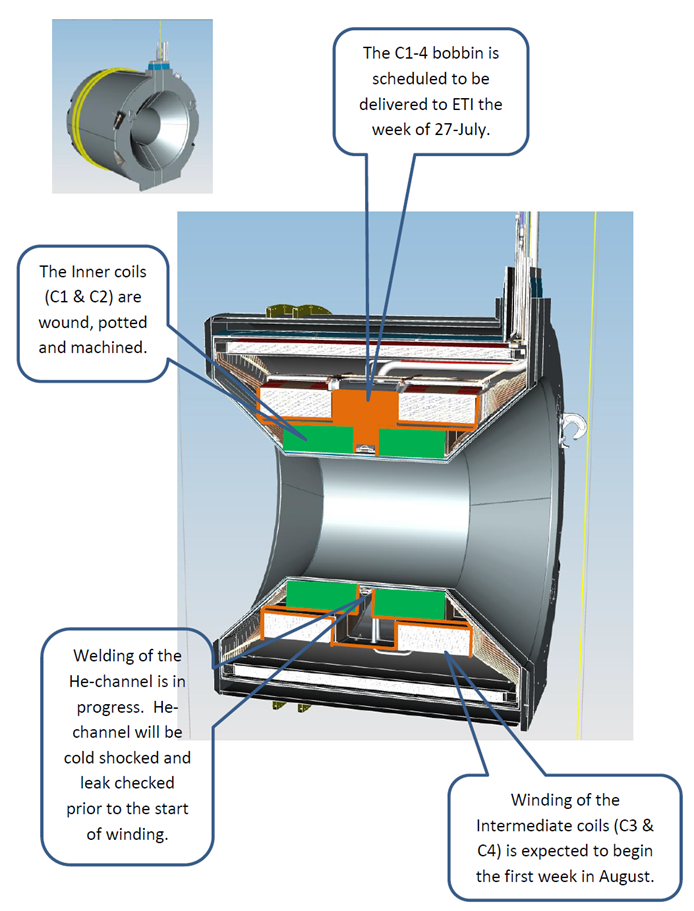 The C1-4 bobbin is
scheduled to be
delivered to ETI the
week of 27-July.
The Inner coils
(C1 & C2) are
wound, potted
and machined.
Welding of the
He-channel is in
progress.  He-
channel will be
cold shocked and
leak checked
prior to the start
of winding.
Winding of the
Intermediate coils (C3 &
C4) is expected to begin
the first week in August.